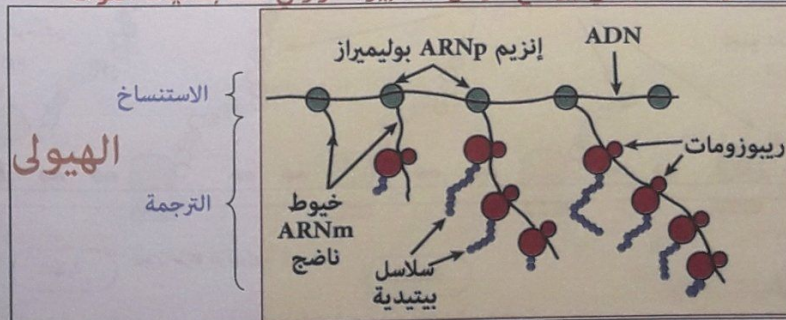 ADN
إنزيم ARNp بوليميراز
الاستنساخ
الهيولى
الترجمة
ريبوزومات
خيوط
ARNm
ناضج
سلاسل
بيتيدية